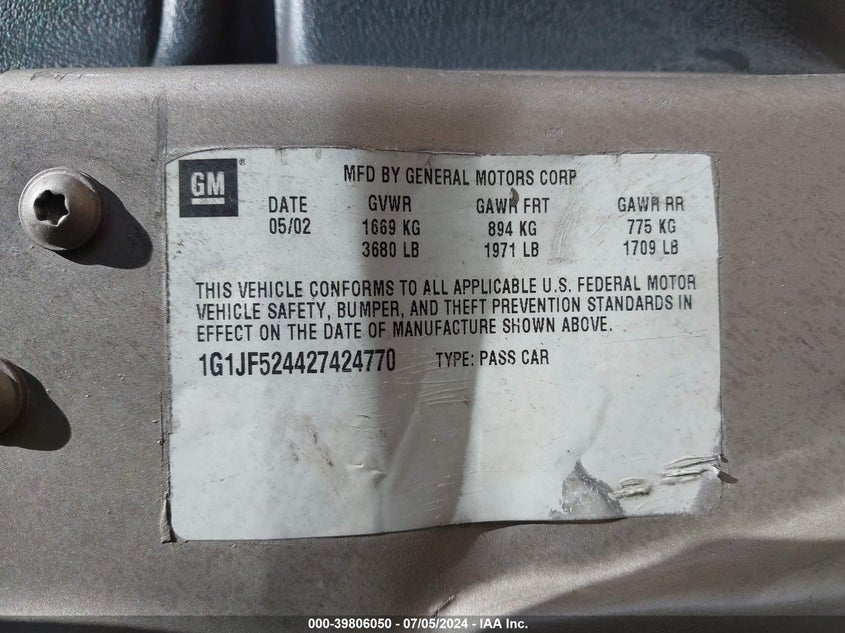 GM®
MFD BY GENERAL MOTORS CORP
DATE GVWR GAWR FRT GAWR RR
05/02 1669 KG 894 KG 775 KG
3680 LB 1971 LB 1709 LB
THIS VEHICLE CONFORMS TO ALL APPLICABLE U.S. FEDERAL MOTOR
VEHICLE SAFETY, BUMPER, AND THEFT PREVENTION STANDARDS IN
EFFECT ON THE DATE OF MANUFACTURE SHOWN ABOVE.
1G1JF524427424770 TYPE: PASS CAR
000-39806050 / 07/05/2024 - IAA Inc.